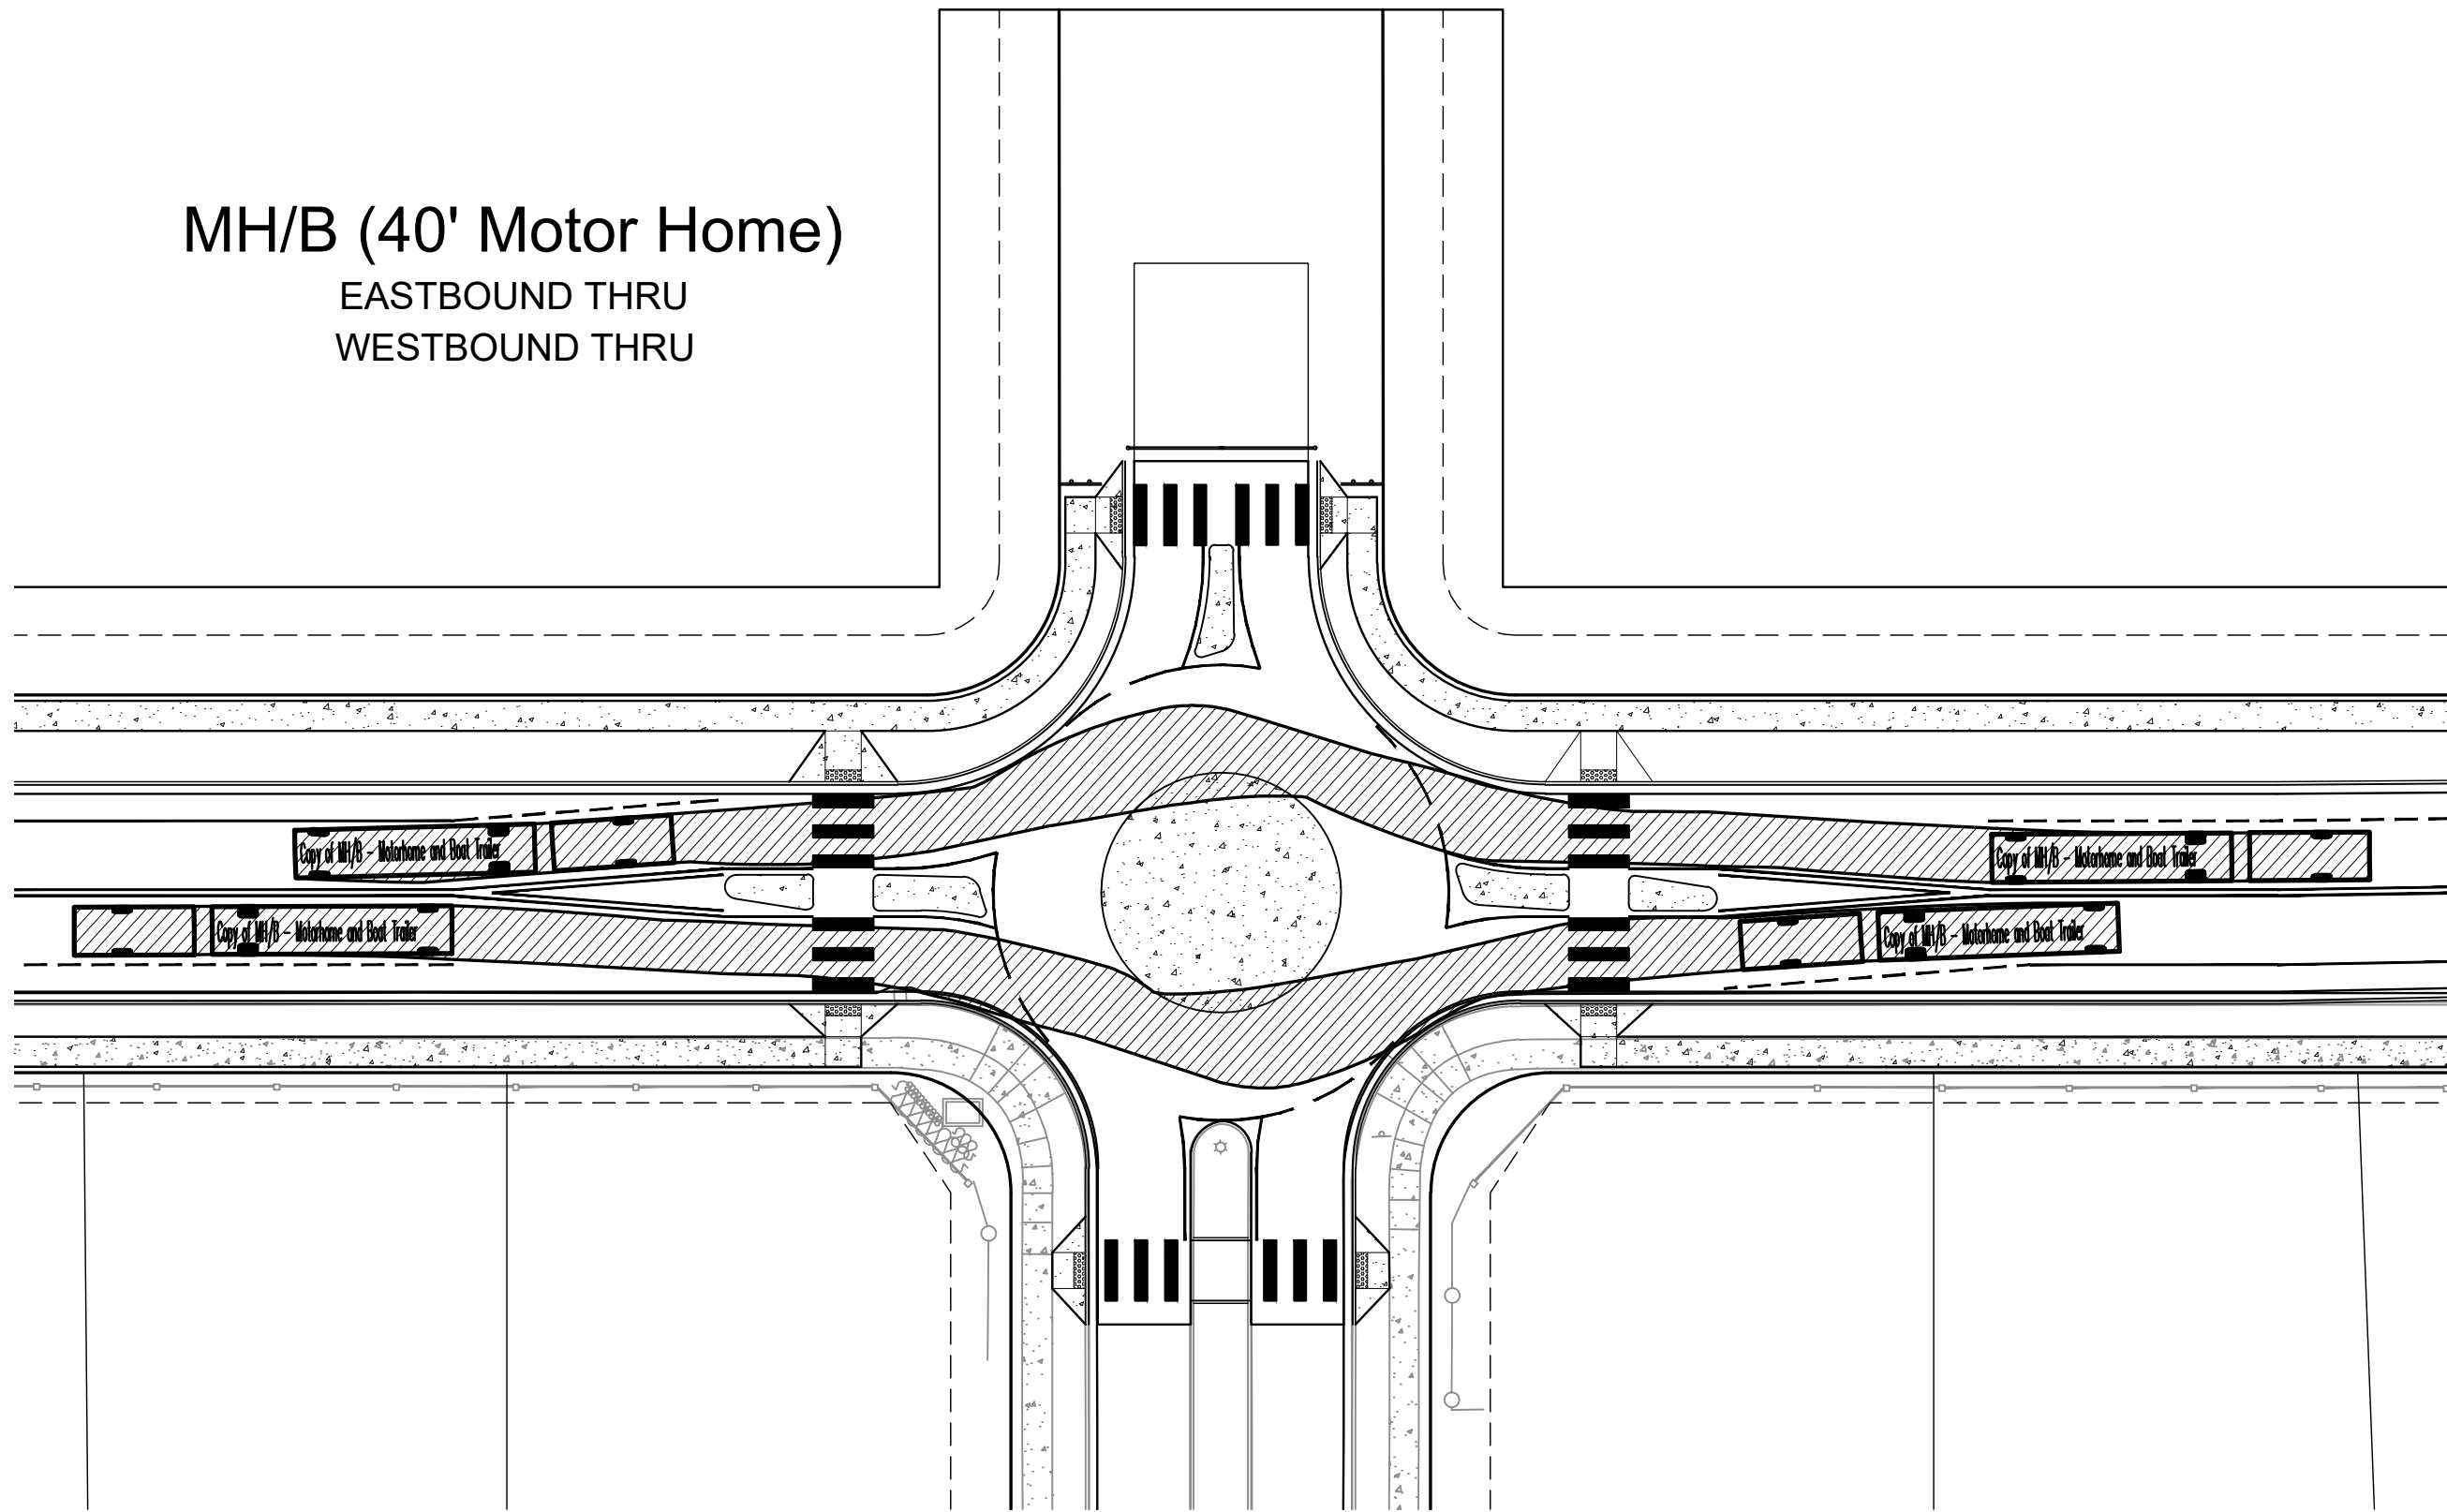 MH/B (40' Motor Home)
EASTBOUND THRU
WESTBOUND THRU
Copy of MH/B - Motorhome and Boat Trailer
Copy of MH/B - Motorhome and Boat Trailer
Copy of MH/B - Motorhome and Boat Trailer
Copy of MH/B - Motorhome and Boat Trailer